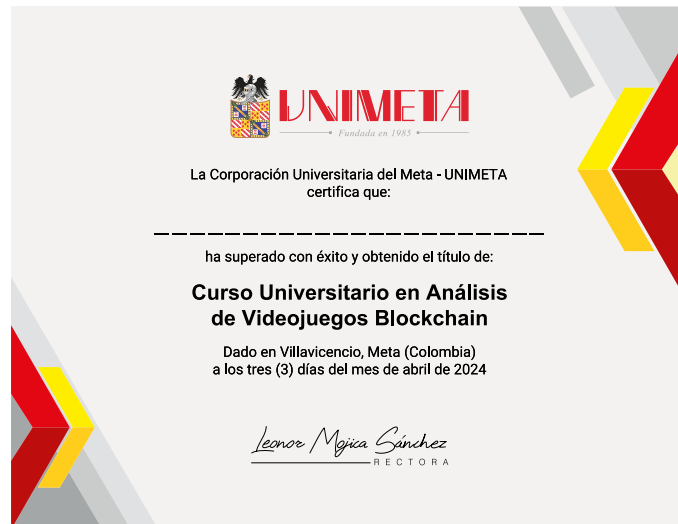 UNIMETA
Fundada en 1985
La Corporación Universitaria del Meta - UNIMETA
certifica que:
ha superado con éxito y obtenido el título de:
Curso Universitario en Análisis
de Videojuegos Blockchain
Dado en Villavicencio, Meta (Colombia)
a los tres (3) días del mes de abril de 2024
Leonor Mojica Sánchez
RECTORA